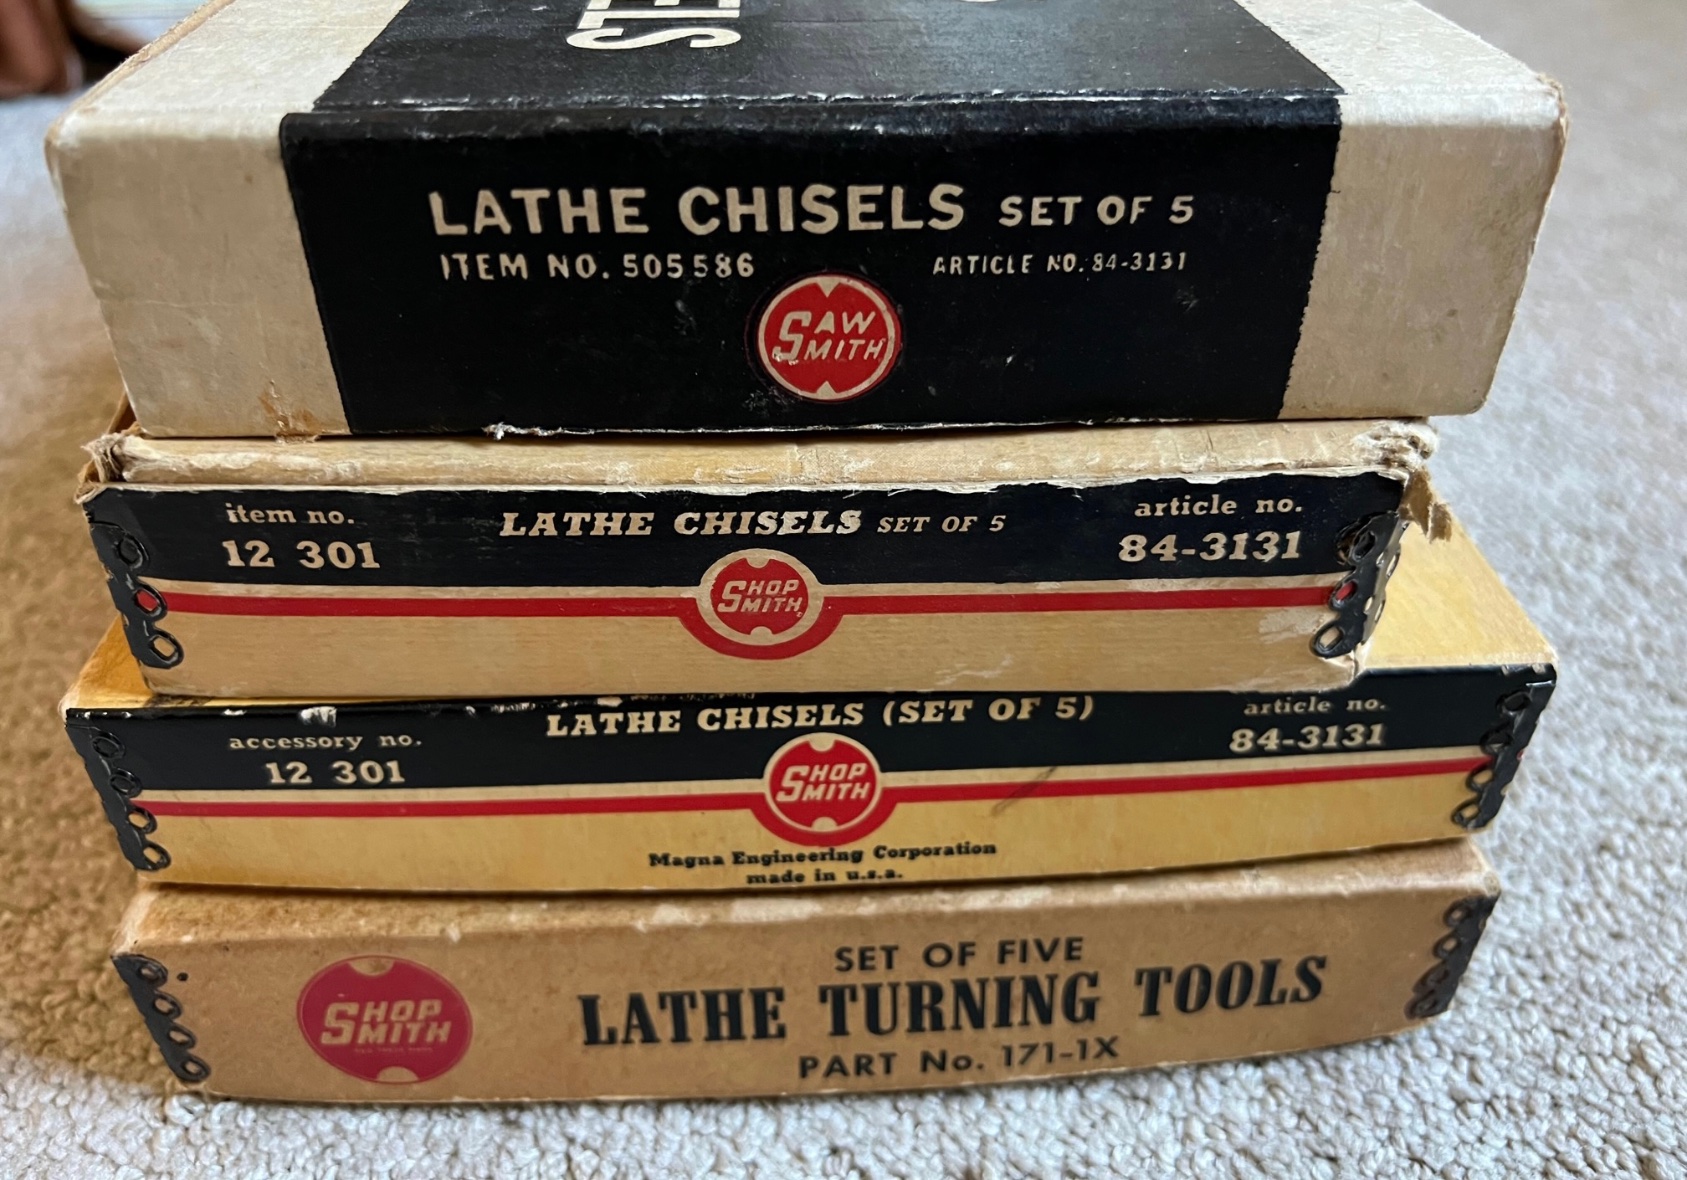 STE
LATHE CHISELS SET OF 5
ITEM NO. 505586 ARTICLE NO. 84-3131
SAW
SMITH
item no. LATHE CHISELS SET OF 5 article no.
12 301 84-3131
SHOP
SMITH
LATHE CHISELS (SET OF 5) article no.
accessory no. 84-3131
12 301
SHOP
SMITH
Magna Engineering Corporation
made in u.s.a.
SET OF FIVE
LATHE TURNING TOOLS
PART No. 171-1X
SHOP
SMITH